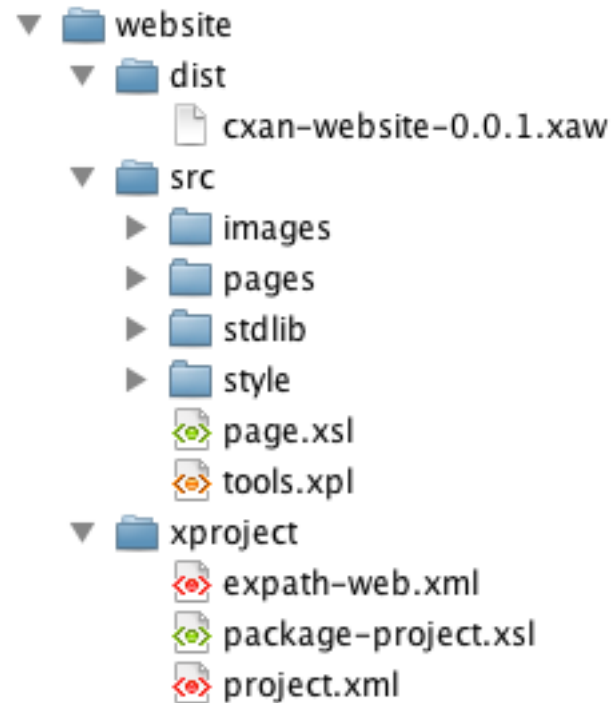 website
dist
cxan-website-0.0.1.xaw
src
images
pages
stdlib
style
page.xsl
tools.xpl
xproject
expath-web.xml
package-project.xsl
project.xml